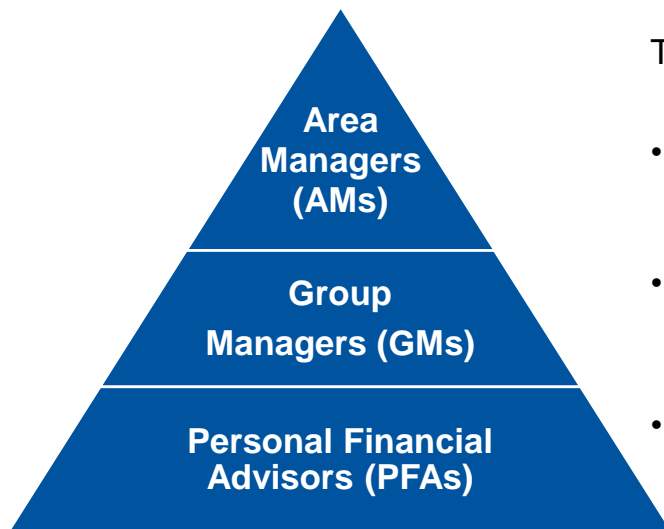 Area
Managers
(AMs)
Group
Managers (GMs)
Personal Financial
Advisors (PFAs)